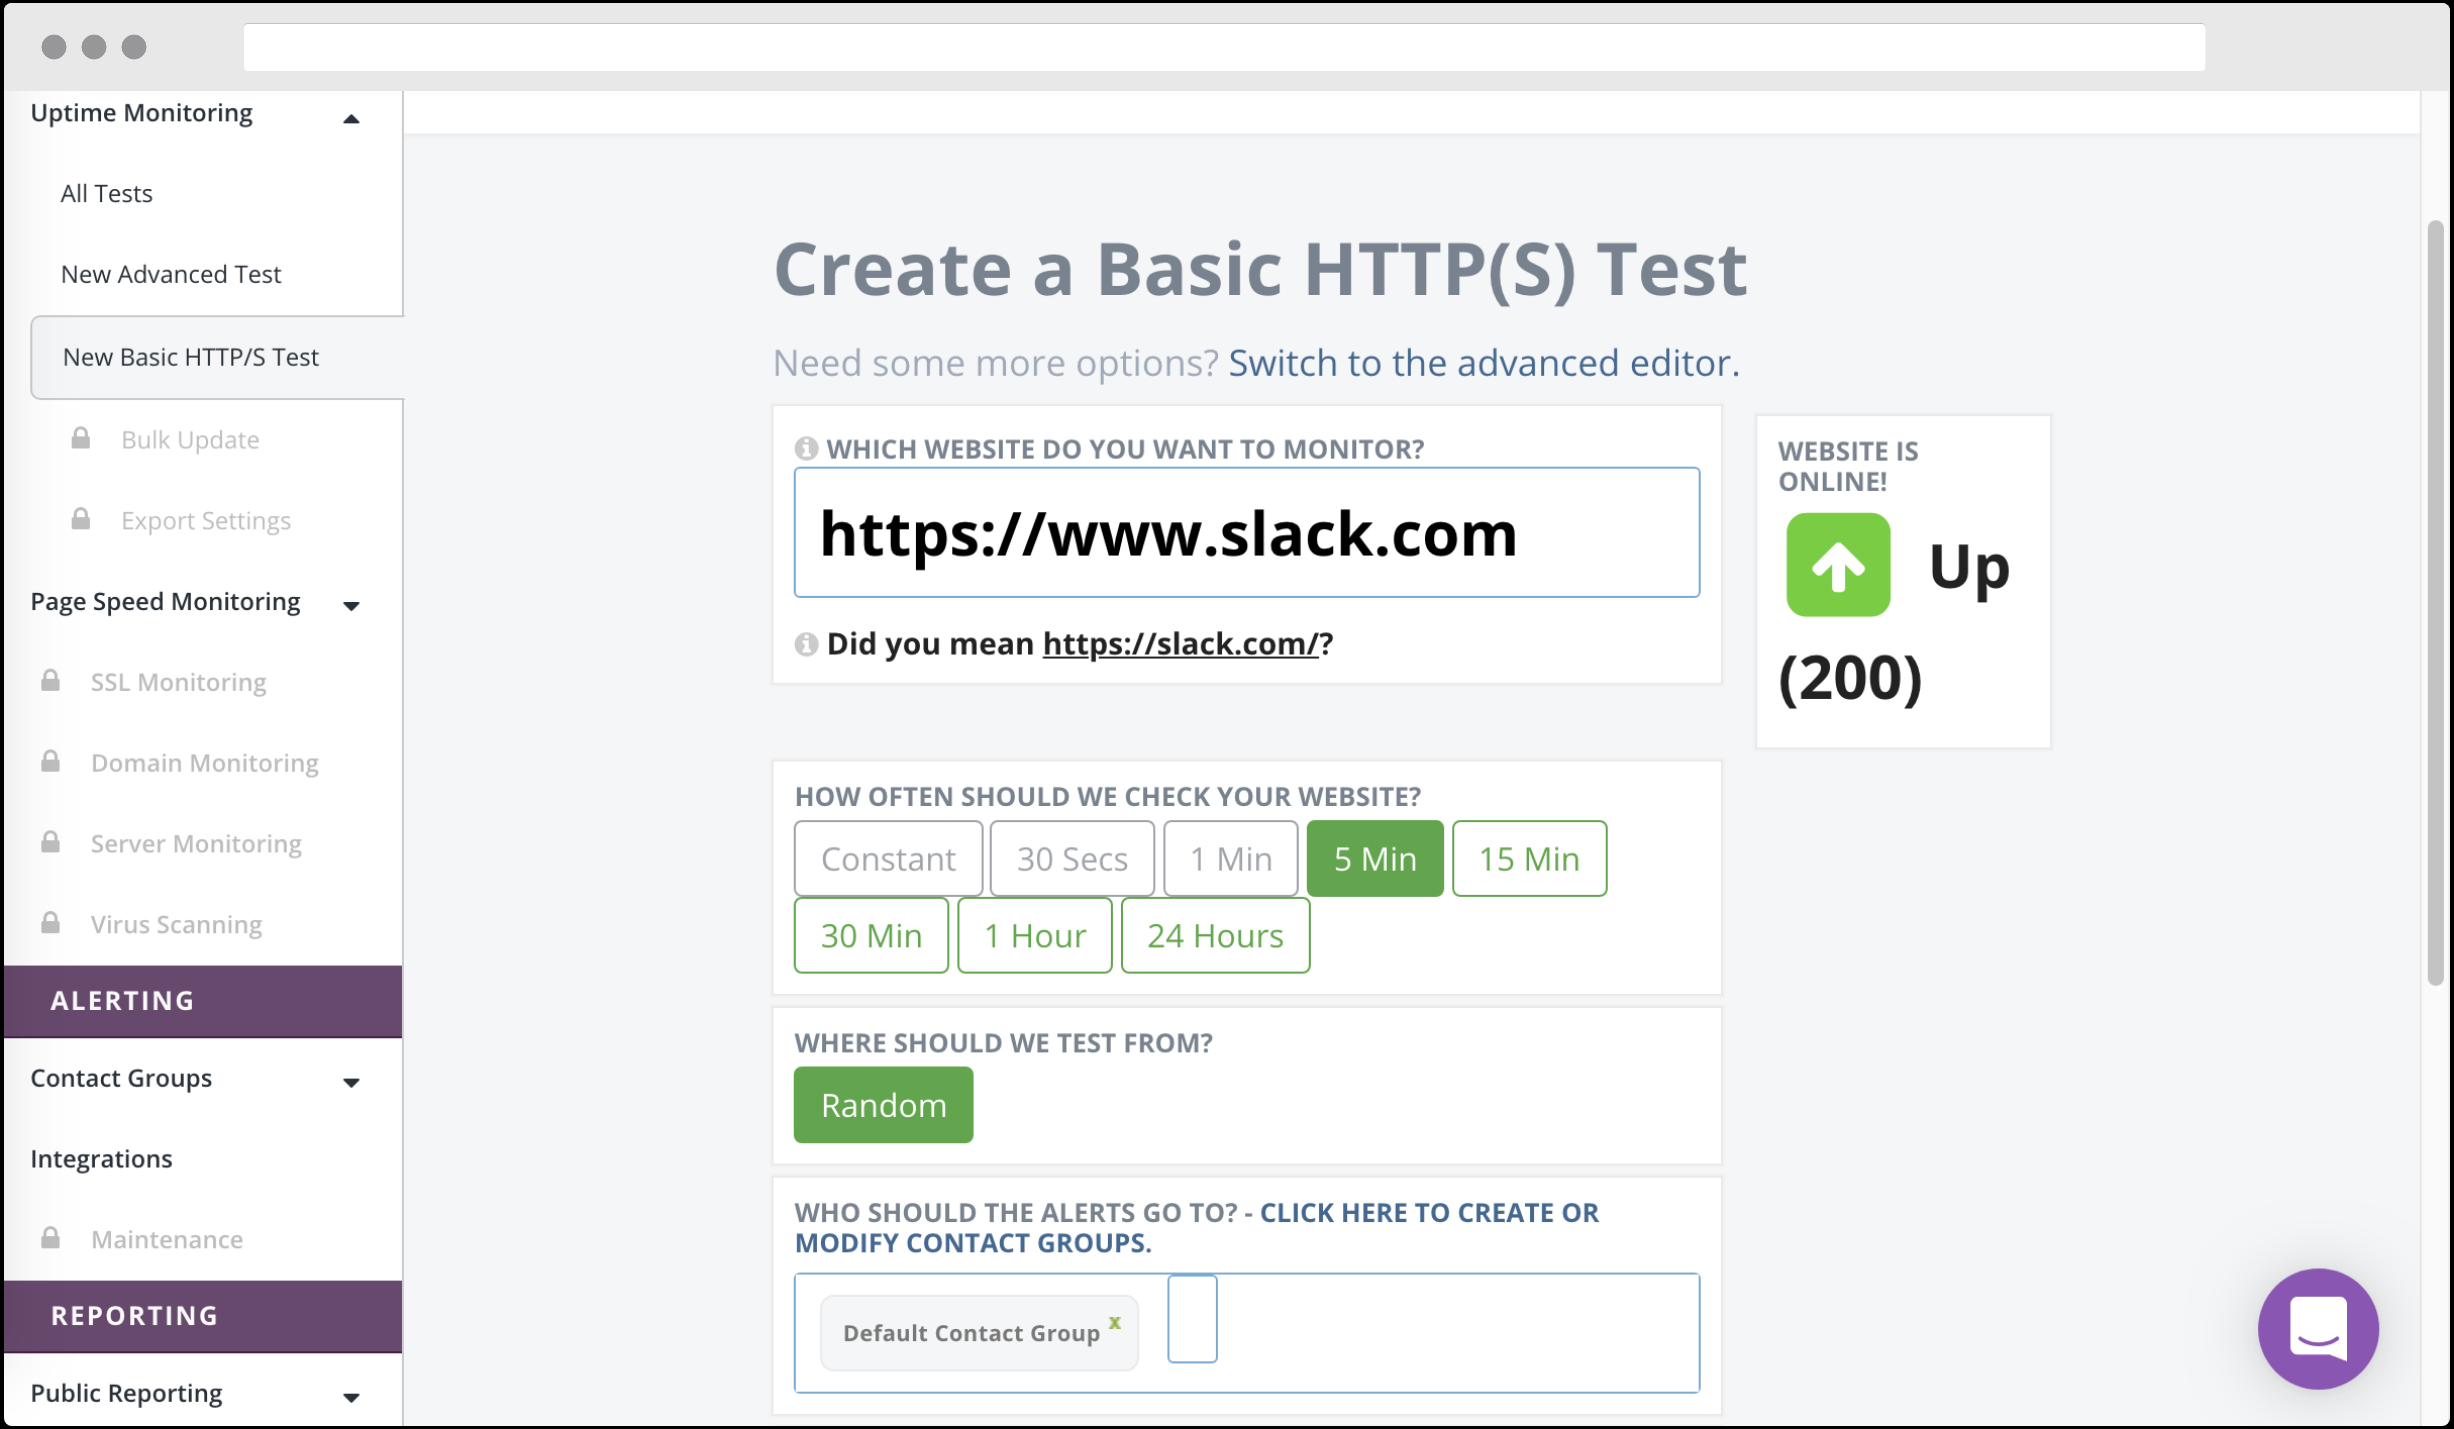 Uptime Monitoring
All Tests
New Advanced Test
New Basic HTTP/S Test
Bulk Update
Export Settings
Page Speed Monitoring
SSL Monitoring
Domain Monitoring
Server Monitoring
Virus Scanning
ALERTING
Contact Groups
Integrations
Maintenance
REPORTING
Public Reporting
Create a Basic HTTP(S) Test
Need some more options? Switch to the advanced editor.
WHICH WEBSITE DO YOU WANT TO MONITOR?
https://www.slack.com
Did you mean https://slack.com/?
WEBSITE IS
ONLINE!
Up
(200)
HOW OFTEN SHOULD WE CHECK YOUR WEBSITE?
Constant 30 Secs 1 Min 5 Min 15 Min
30 Min 1 Hour 24 Hours
WHERE SHOULD WE TEST FROM?
Random
WHO SHOULD THE ALERTS GO TO? - CLICK HERE TO CREATE OR
MODIFY CONTACT GROUPS.
Default Contact Group x